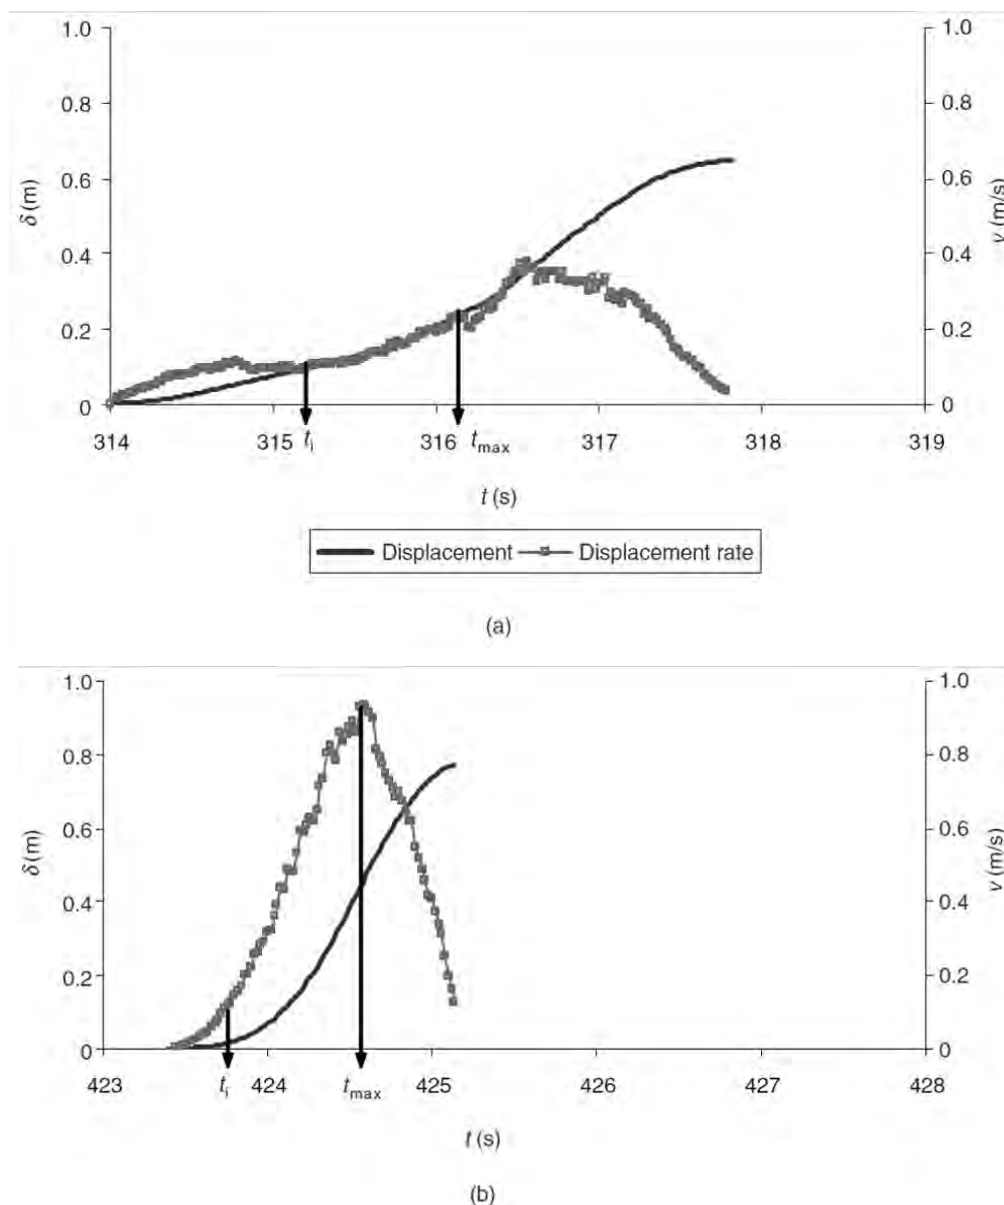 1.0
1.0
0.8
0.8
0.6
0.6
δ (m)
v (m/s)
0.4
0.4
0.2
0.2
0
0
314
315
316
317
318
319
t_i
t_max
t (s)
Displacement
Displacement rate
(a)
1.0
1.0
0.8
0.8
0.6
0.6
δ (m)
v (m/s)
0.4
0.4
0.2
0.2
0
0
423
424
425
426
427
428
t_i
t_max
t (s)
(b)